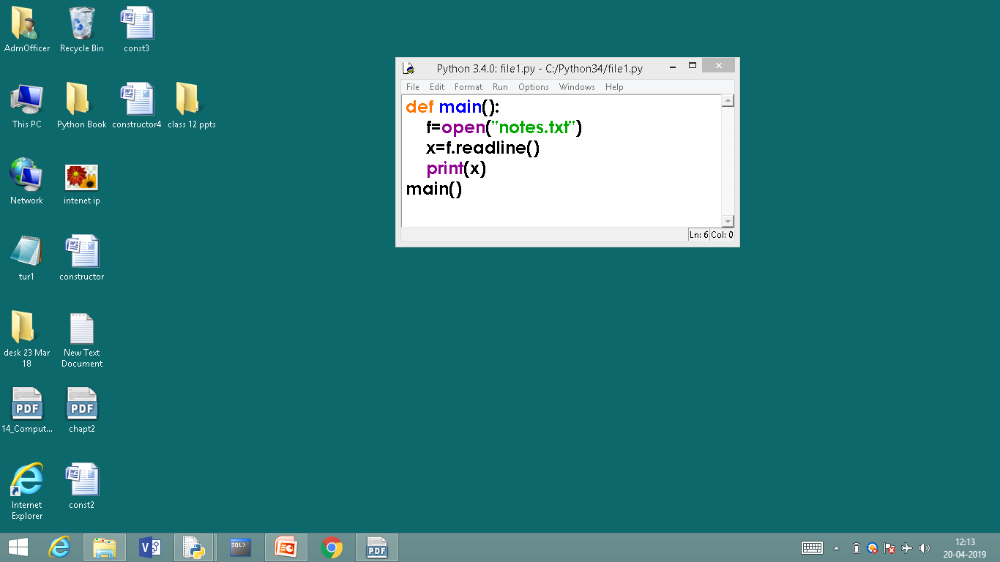 AdmOfficer
Recycle Bin
const3
This PC
Python Book
constructor4
class 12 ppts
Network
intenet ip
tur1
constructor
desk 23 Mar
18
New Text
Document
PDF
14_Comput...
PDF
chapt2
Internet
Explorer
const2
Python 3.4.0: file1.py - C:/Python34/file1.py
File Edit Format Run Options Windows Help
def main():
    f=open("notes.txt")
    x=f.readline()
    print(x)
main()
Ln: 6 Col: 0
SQL>
PDF
12:13
20-04-2019